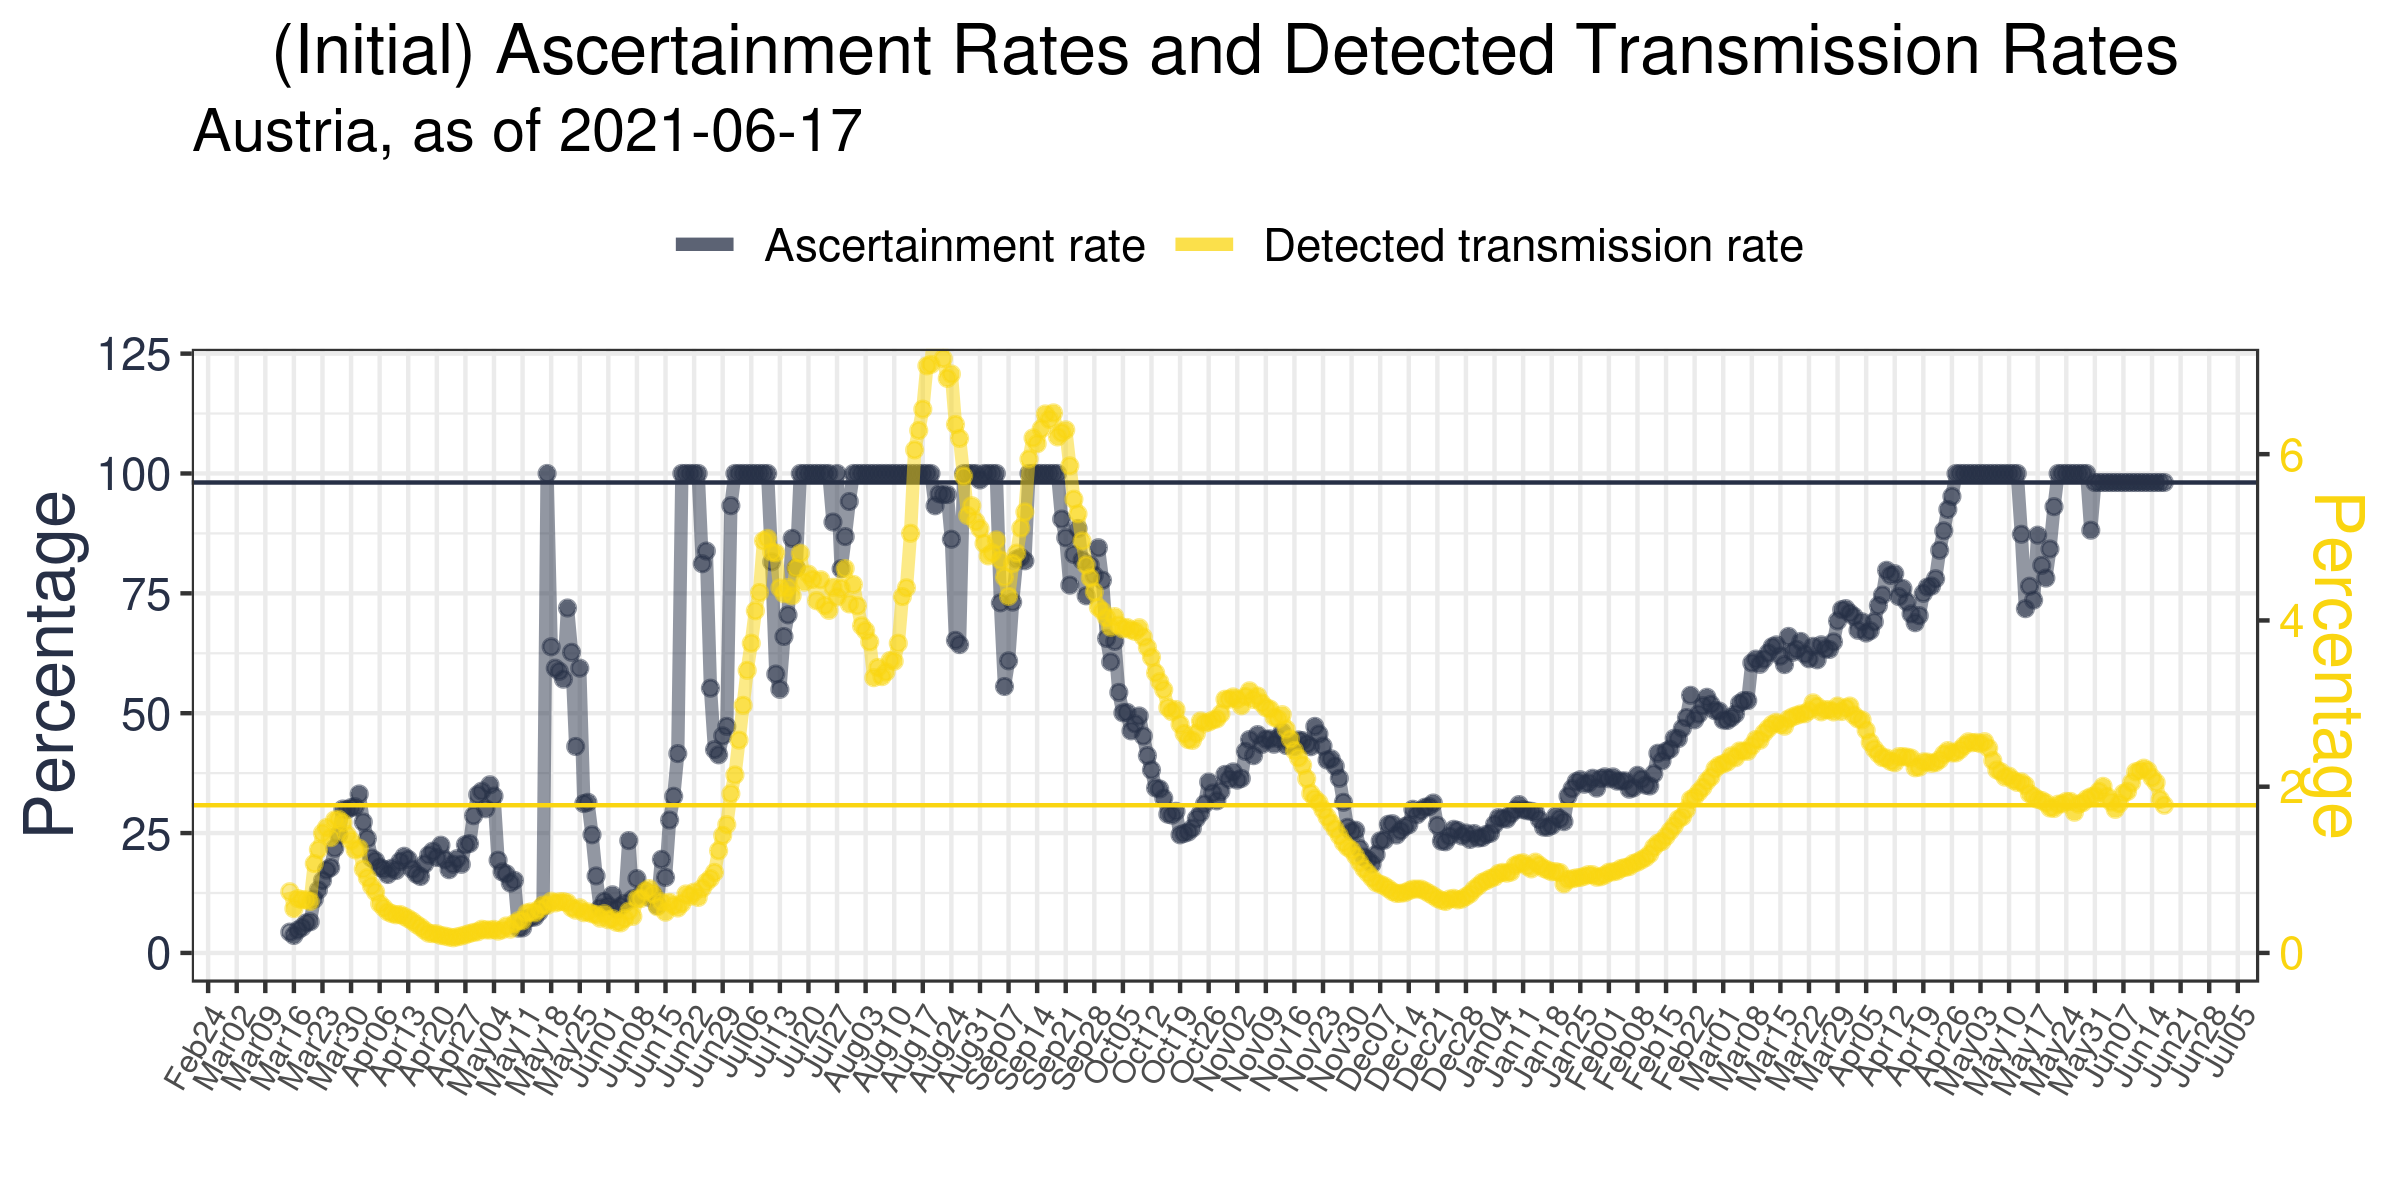 (Initial) Ascertainment Rates and Detected Transmission Rates
Austria, as of 2021-06-17
Ascertainment rate Detected transmission rate
125
100
75
50
25
0
Percentage
6
4
2
0
Percentage
Feb24 Mar02 Mar09 Mar16 Mar23 Mar30 Apr06 Apr13 Apr20 Apr27 May04 May11 May18 May25 Jun01 Jun08 Jun15 Jun22 Jun29 Jul06 Jul13 Jul20 Jul27 Aug03 Aug10 Aug17 Aug24 Aug31 Sep07 Sep14 Sep21 Sep28 Oct05 Oct12 Oct19 Oct26 Nov02 Nov09 Nov16 Nov23 Nov30 Dec07 Dec14 Dec21 Dec28 Jan04 Jan11 Jan18 Jan25 Feb01 Feb08 Feb15 Feb22 Mar01 Mar08 Mar15 Mar22 Mar29 Apr05 Apr12 Apr19 Apr26 May03 May10 May17 May24 May31 Jun07 Jun14 Jun21 Jun28 Jul05